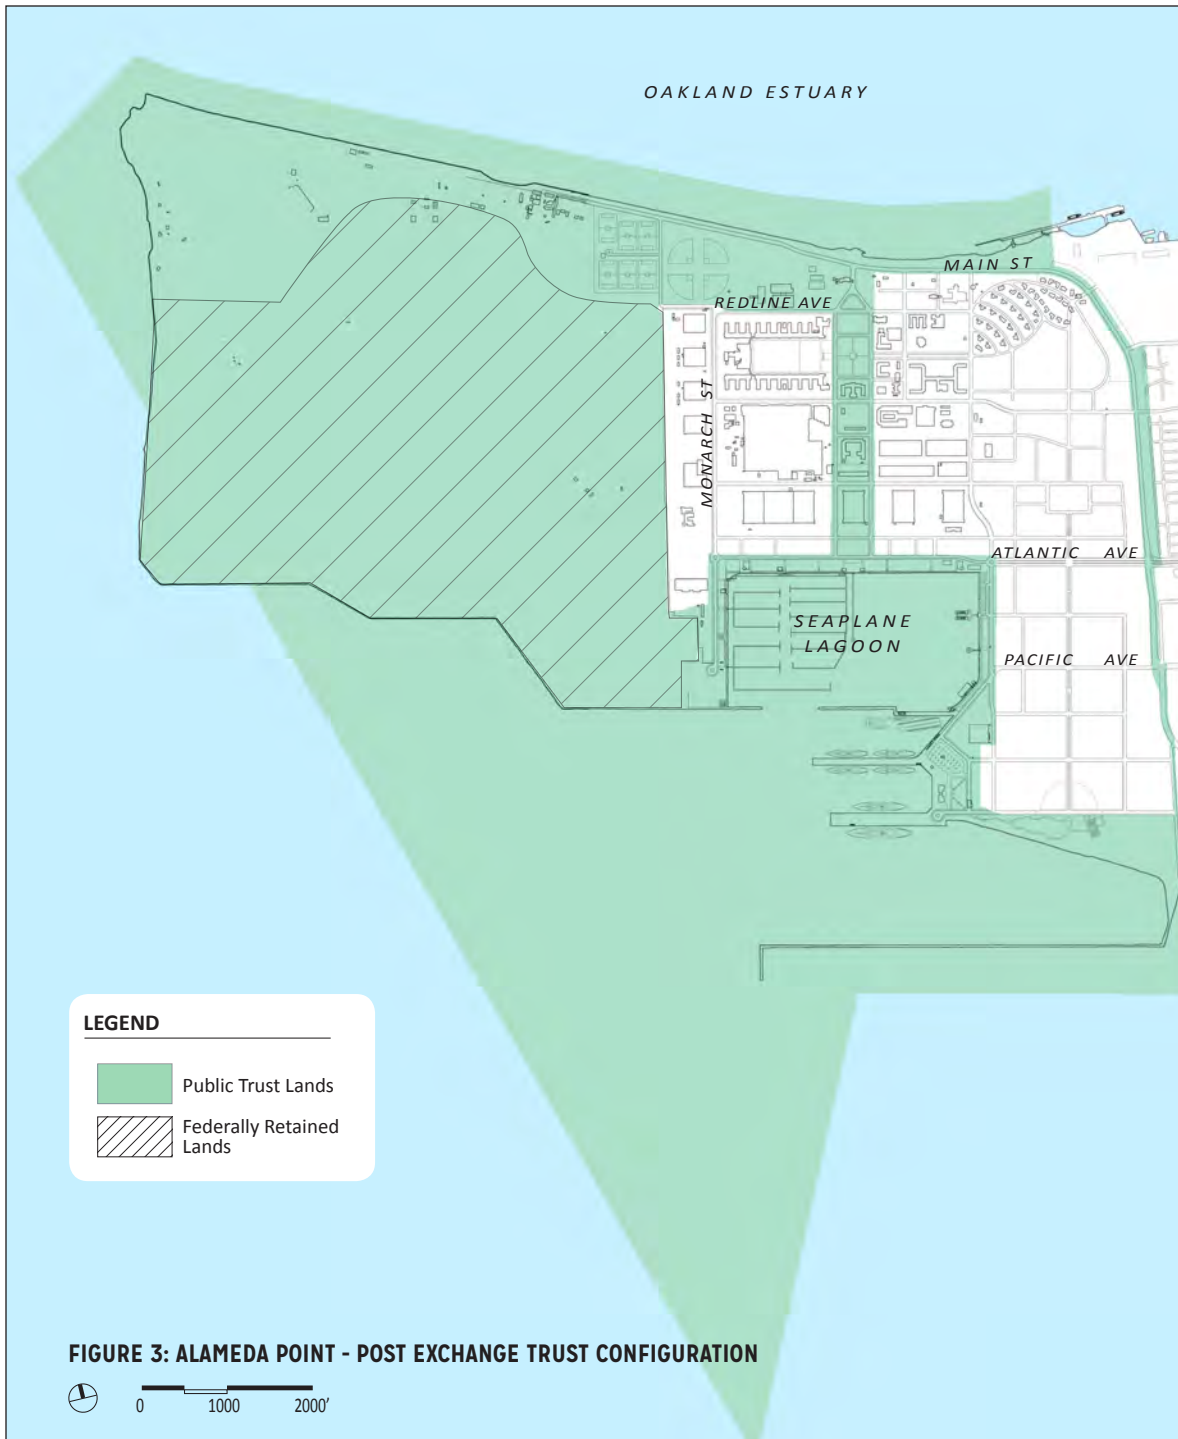 OAKLAND ESTUARY
MAIN ST
REDLINE AVE
MONARCH ST
ATLANTIC AVE
SEAPLANE
LAGOON
PACIFIC AVE
LEGEND
Public Trust Lands
Federally Retained
Lands
FIGURE 3: ALAMEDA POINT - POST EXCHANGE TRUST CONFIGURATION
0 1000 2000'